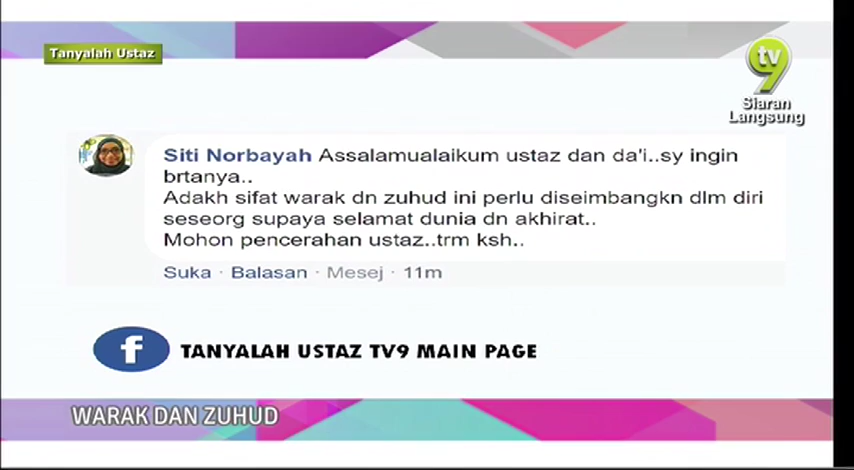 Tanyalah Ustaz
tv
9
Siaran
Langsung
Siti Norbayah Assalamualaikum ustaz dan da'i..sy ingin
brtanya..
Adakh sifat warak dn zuhud ini perlu diseimbangkn dlm diri
seseorg supaya selamat dunia dn akhirat..
Mohon pencerahan ustaz..trm ksh..
Suka · Balasan · Mesej · 11m
f
TANYALAH USTAZ TV9 MAIN PAGE
WARAK DAN ZUHUD